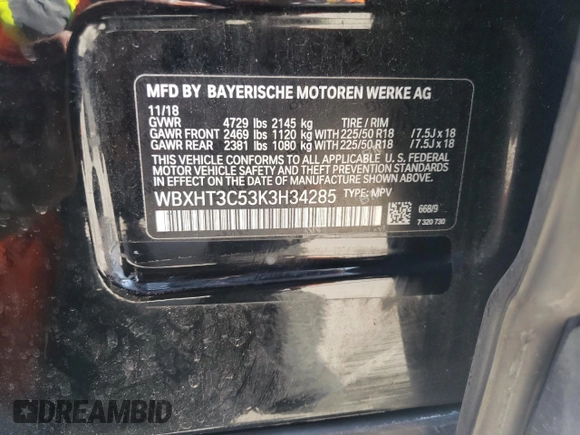 MFD BY BAYERISCHE MOTOREN WERKE AG
11/18
GVWR 4729 lbs 2145 kg TIRE / RIM
GAWR FRONT 2469 lbs 1120 kg WITH 225/50 R18 /7.5J x 18
GAWR REAR 2381 lbs 1080 kg WITH 225/50 R18 /7.5J x 18
THIS VEHICLE CONFORMS TO ALL APPLICABLE U. S. FEDERAL
MOTOR VEHICLE SAFETY AND THEFT PREVENTION STANDARDS
IN EFFECT ON THE DATE OF MANUFACTURE SHOWN ABOVE
WBXHT3C53K3H34285 TYPE: MPV
668/9
7 320 730
DREAMBID